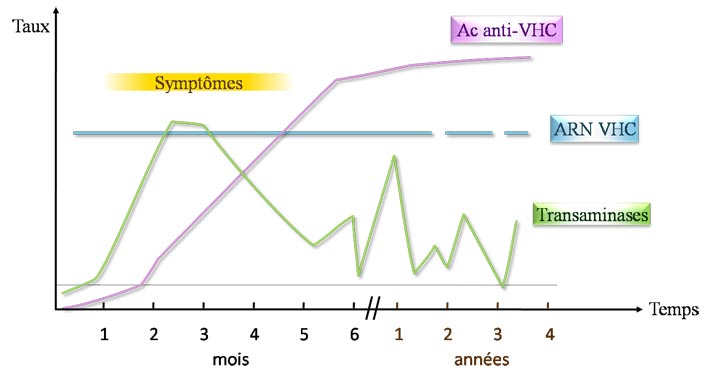 Taux
Ac anti-VHC
Symptômes
ARN VHC
Transaminases
Temps
1 2 3 4 5 6 1 2 3 4
mois années